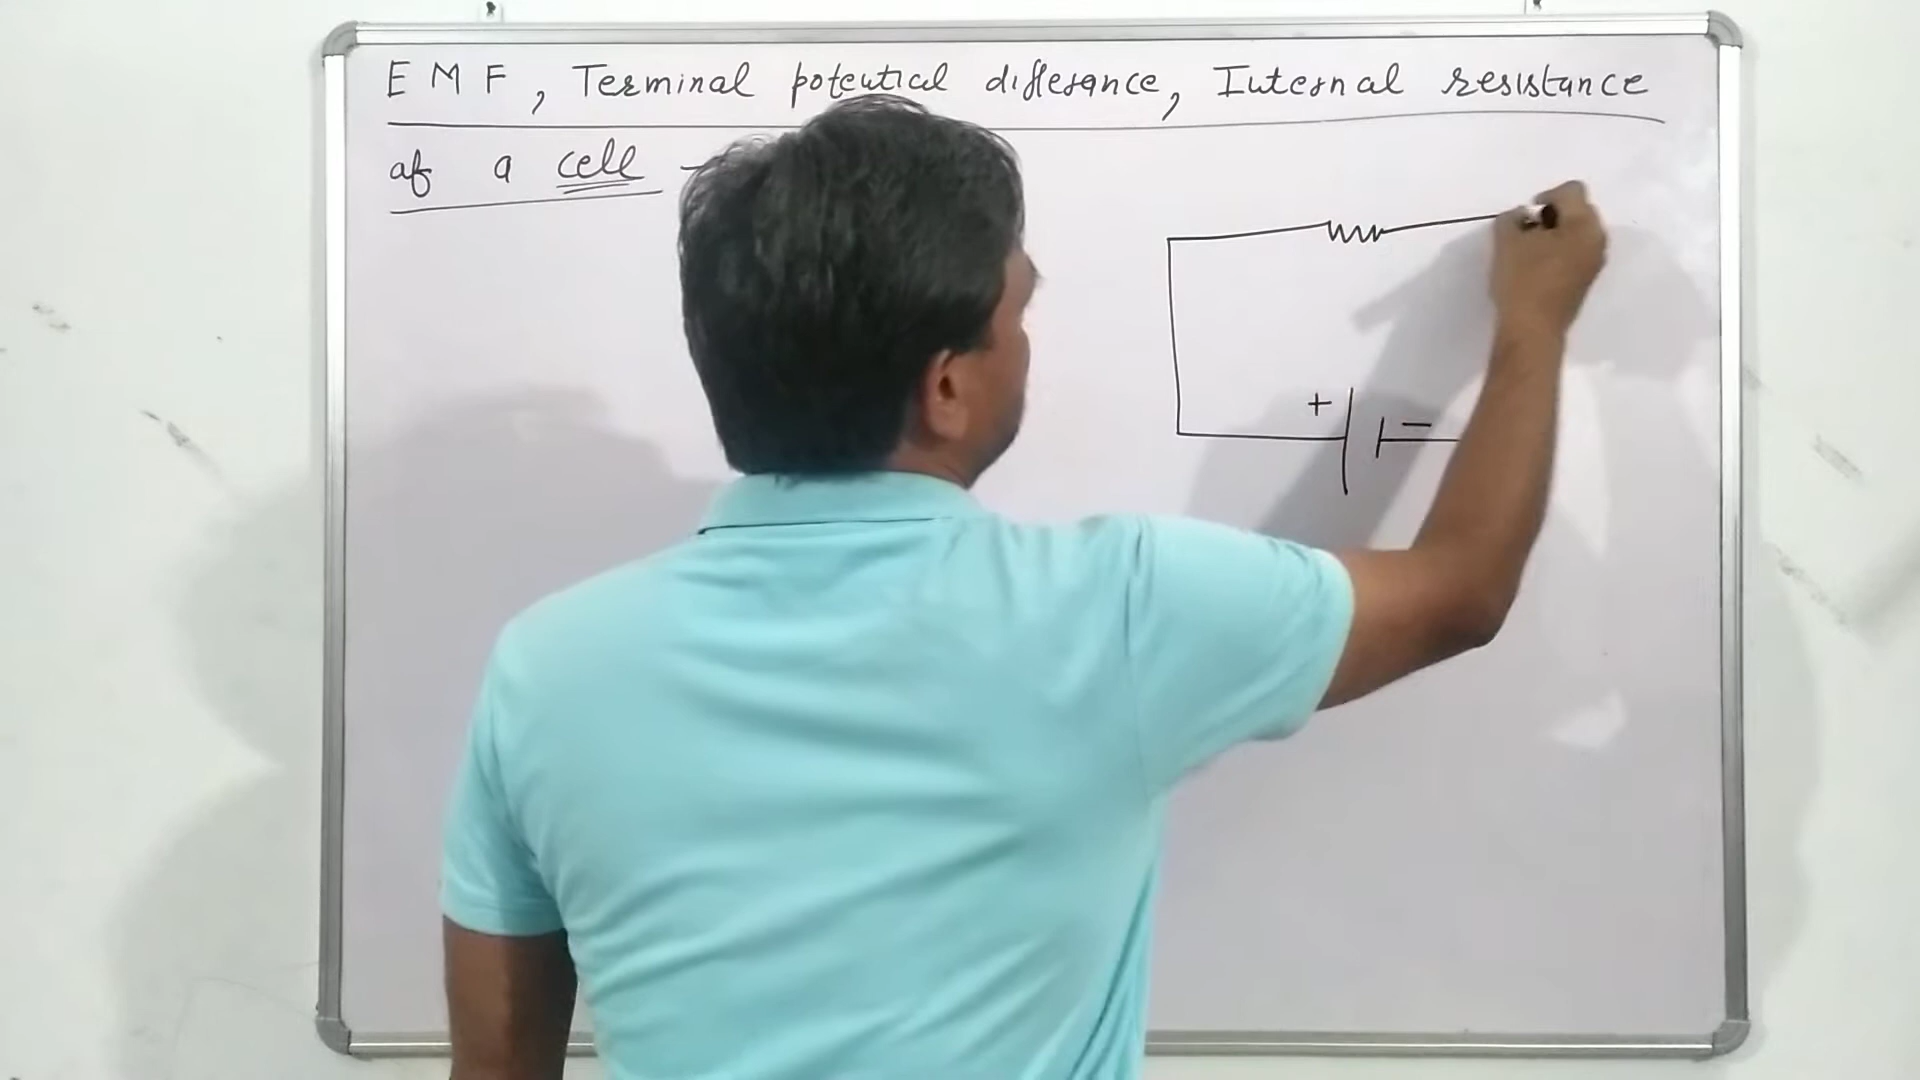 EMF, Terminal potential difference, Internal resistance
of a cell -
+ -